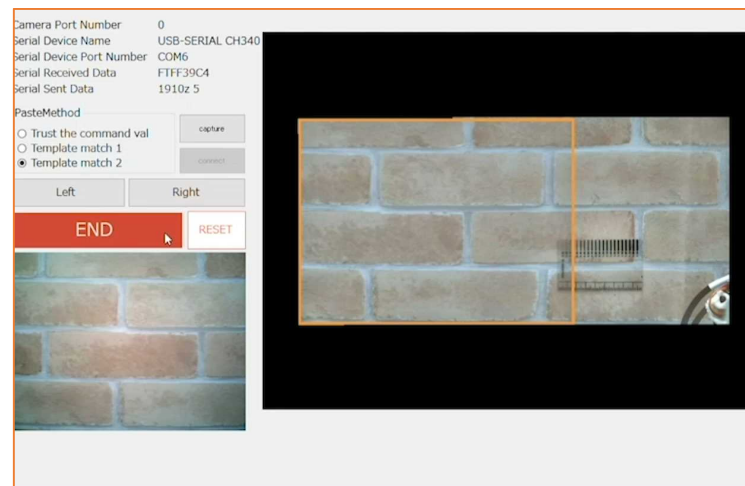 Camera Port Number 0
Serial Device Name USB-SERIAL CH340
Serial Device Port Number COM6
Serial Received Data FTFF39C4
Serial Sent Data 1910z 5
PasteMethod
Trust the command val
Template match 1
Template match 2
capture
connect
Left Right
END RESET